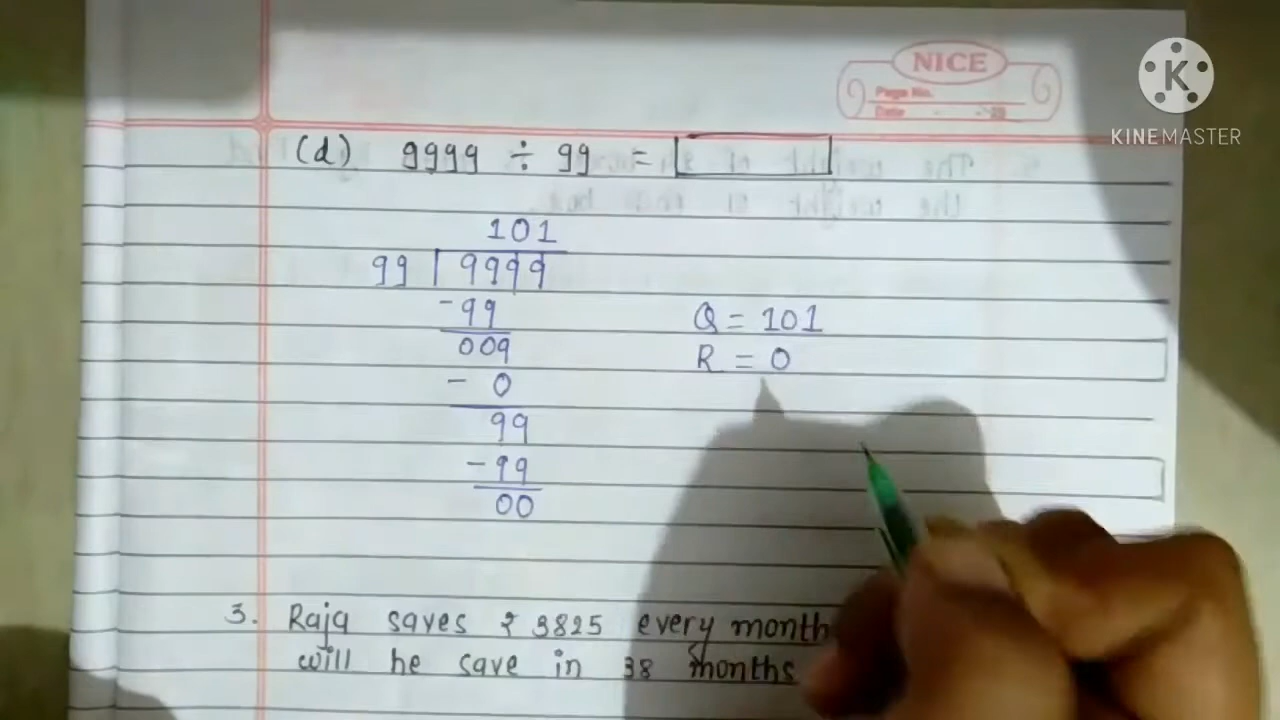 NICE
Page No.
Date
KINEMASTER
(d) 9999 ÷ 99 =
101
99 9999
-99
009
- 0
99
-99
00
Q = 101
R = 0
3. Raja saves ₹ 3825 every month
will he save in 38 months